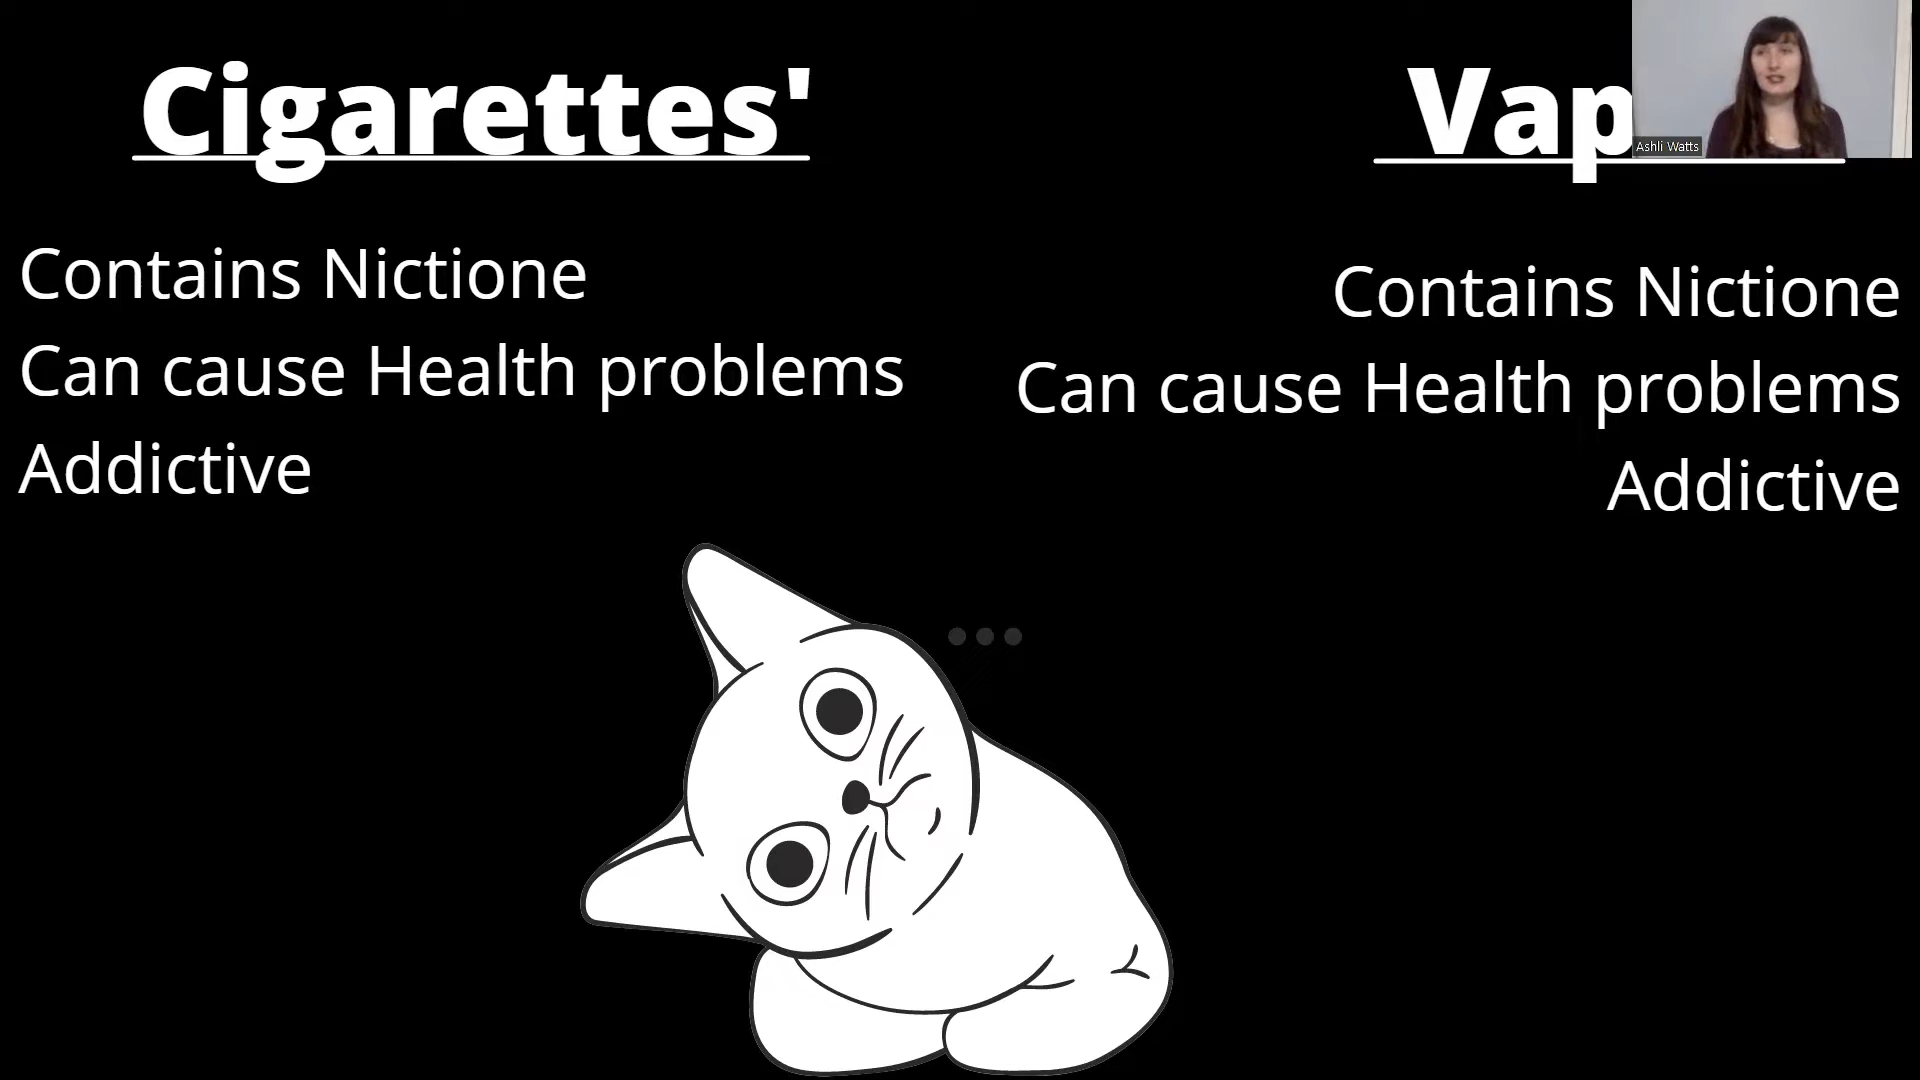 Cigarettes'
Contains Nictione
Can cause Health problems
Addictive
Vap
Ashli Watts
Contains Nictione
Can cause Health problems
Addictive